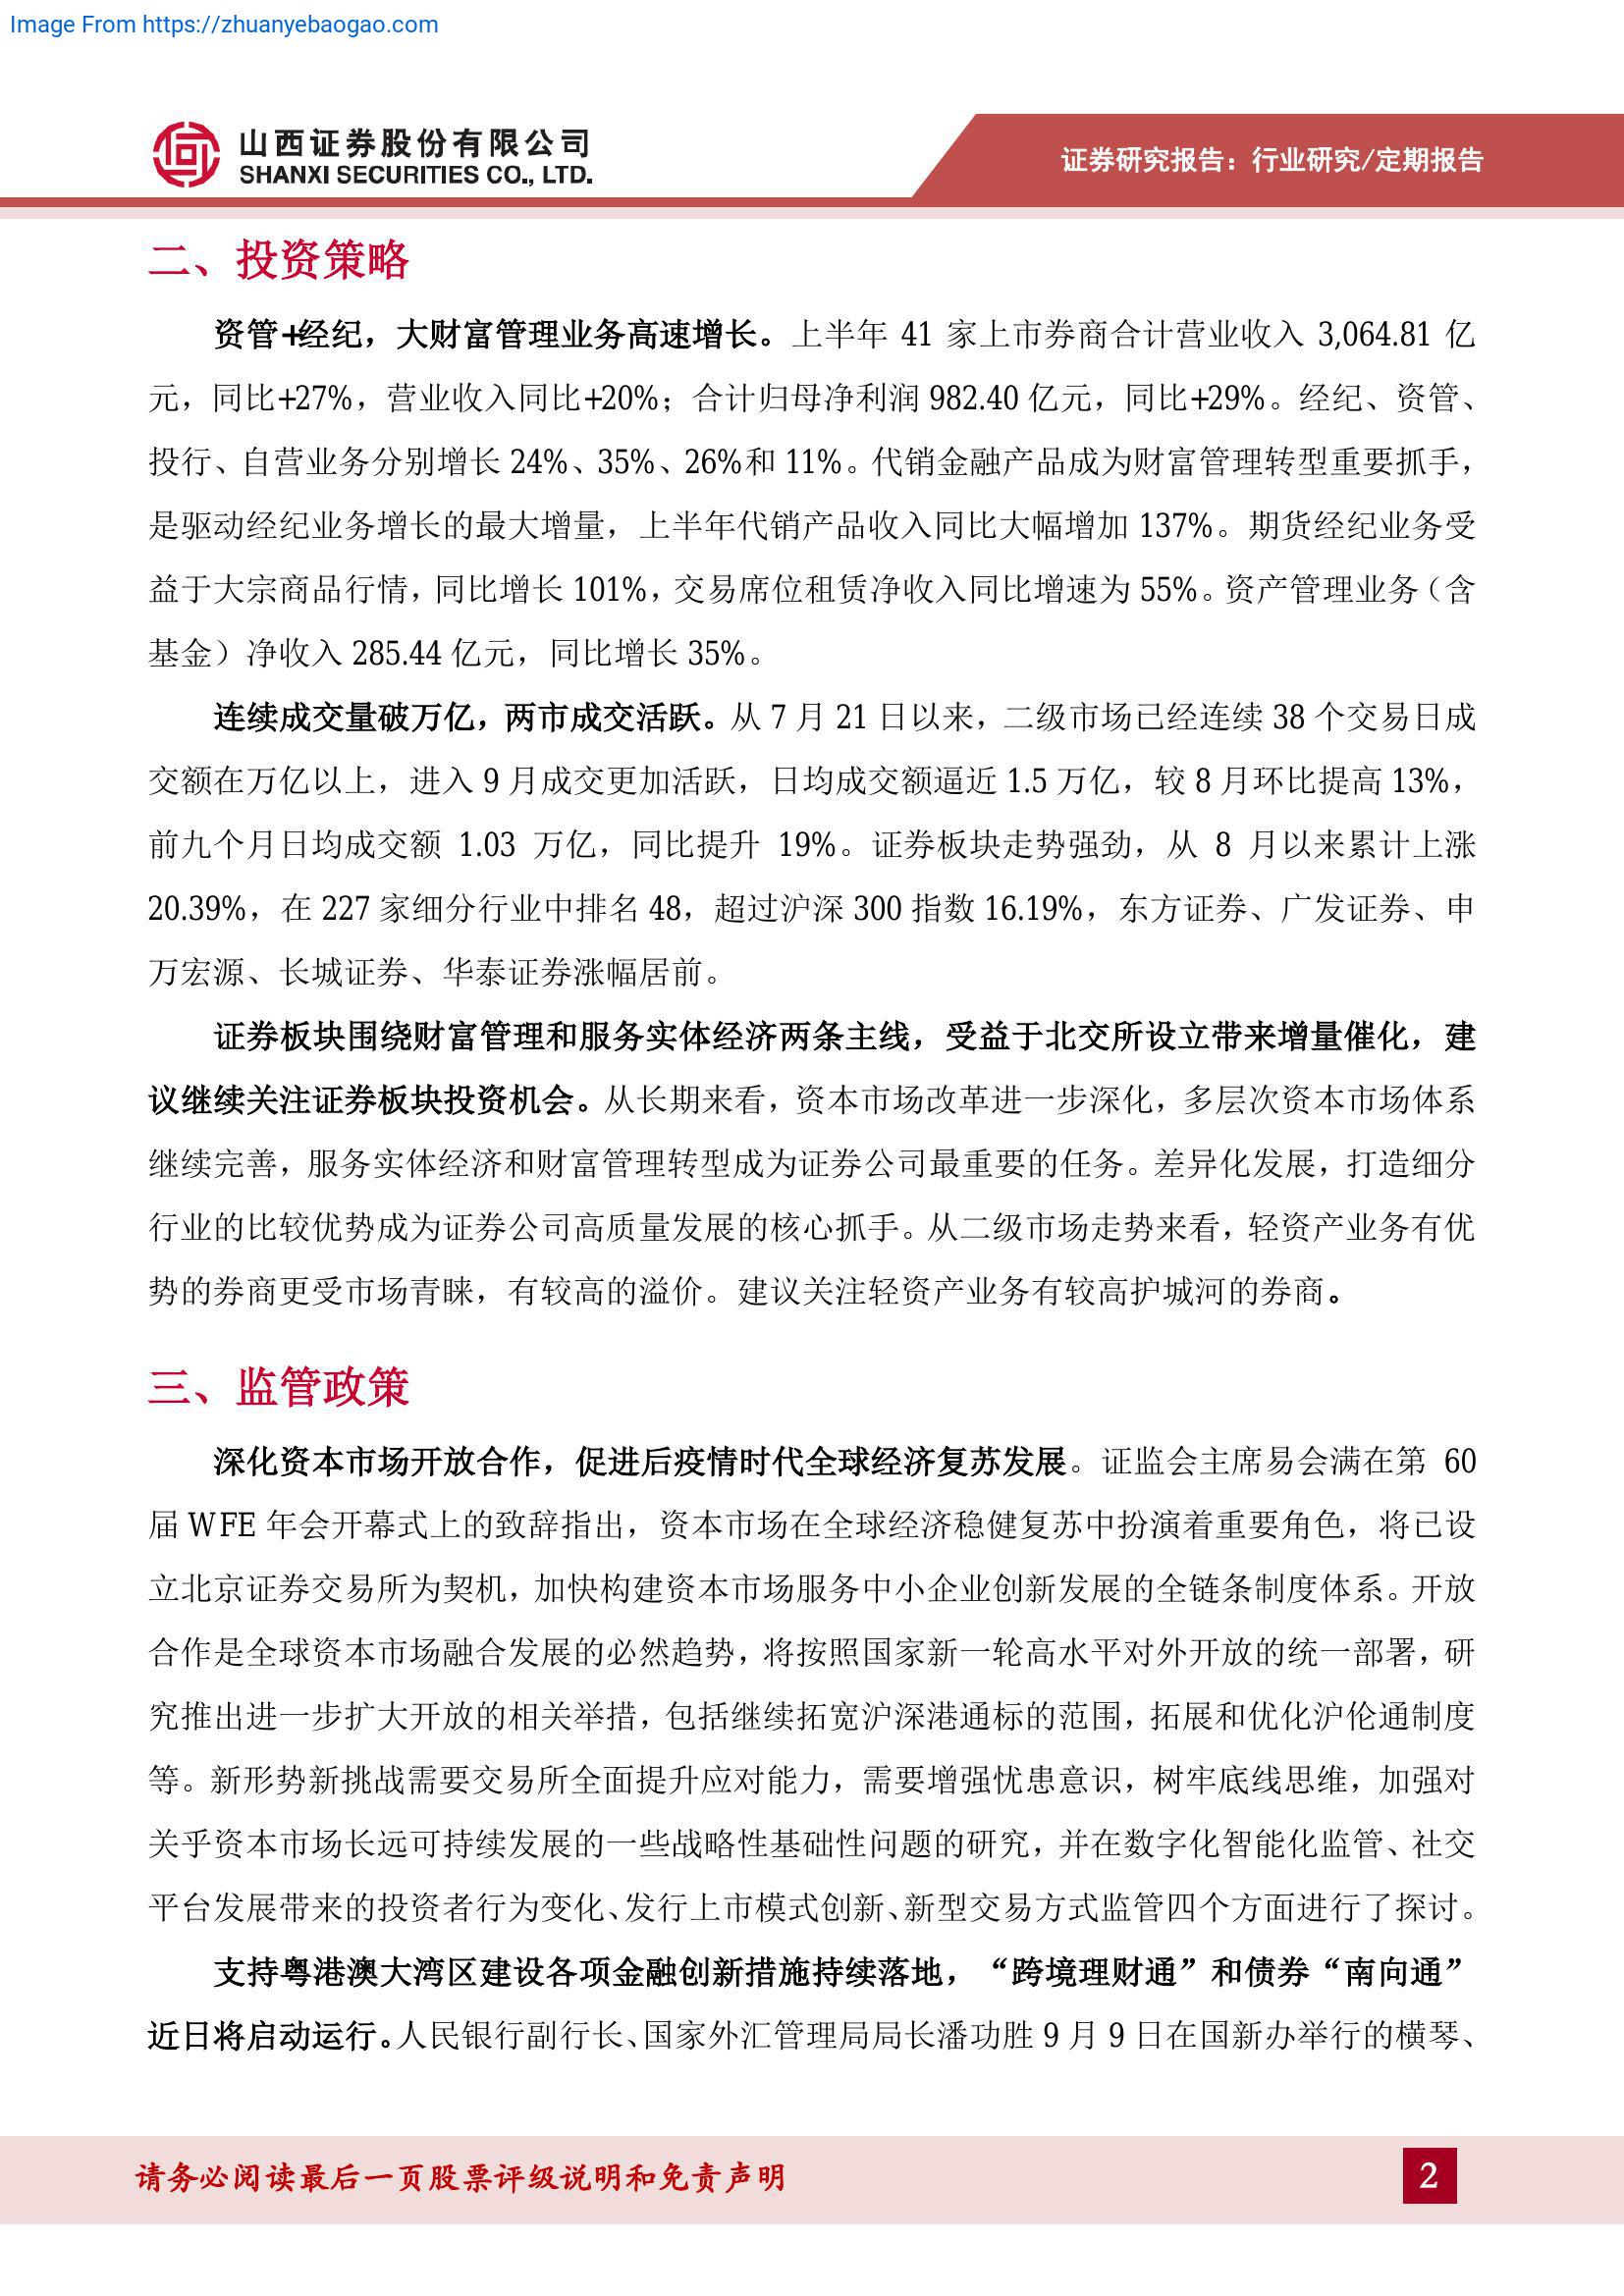 Image From https://zhuanyebaogao.com
山西证券股份有限公司
SHANXI SECURITIES CO., LTD.
证券研究报告：行业研究/定期报告
二、投资策略
资管+经纪，大财富管理业务高速增长。上半年 41 家上市券商合计营业收入 3,064.81 亿
元，同比+27%，营业收入同比+20%；合计归母净利润 982.40 亿元，同比+29%。经纪、资管、
投行、自营业务分别增长 24%、35%、26%和 11%。代销金融产品成为财富管理转型重要抓手，
是驱动经纪业务增长的最大增量，上半年代销产品收入同比大幅增加 137%。期货经纪业务受
益于大宗商品行情，同比增长 101%，交易席位租赁净收入同比增速为 55%。资产管理业务（含
基金）净收入 285.44 亿元，同比增长 35%。
连续成交量破万亿，两市成交活跃。从 7 月 21 日以来，二级市场已经连续 38 个交易日成
交额在万亿以上，进入 9 月成交更加活跃，日均成交额逼近 1.5 万亿，较 8 月环比提高 13%，
前九个月日均成交额 1.03 万亿，同比提升 19%。证券板块走势强劲，从 8 月以来累计上涨
20.39%，在 227 家细分行业中排名 48，超过沪深 300 指数 16.19%，东方证券、广发证券、申
万宏源、长城证券、华泰证券涨幅居前。
证券板块围绕财富管理和服务实体经济两条主线，受益于北交所设立带来增量催化，建
议继续关注证券板块投资机会。从长期来看，资本市场改革进一步深化，多层次资本市场体系
继续完善，服务实体经济和财富管理转型成为证券公司最重要的任务。差异化发展，打造细分
行业的比较优势成为证券公司高质量发展的核心抓手。从二级市场走势来看，轻资产业务有优
势的券商更受市场青睐，有较高的溢价。建议关注轻资产业务有较高护城河的券商。
三、监管政策
深化资本市场开放合作，促进后疫情时代全球经济复苏发展。证监会主席易会满在第 60
届 WFE 年会开幕式上的致辞指出，资本市场在全球经济稳健复苏中扮演着重要角色，将已设
立北京证券交易所为契机，加快构建资本市场服务中小企业创新发展的全链条制度体系。开放
合作是全球资本市场融合发展的必然趋势，将按照国家新一轮高水平对外开放的统一部署，研
究推出进一步扩大开放的相关举措，包括继续拓宽沪深港通标的范围，拓展和优化沪伦通制度
等。新形势新挑战需要交易所全面提升应对能力，需要增强忧患意识，树牢底线思维，加强对
关乎资本市场长远可持续发展的一些战略性基础性问题的研究，并在数字化智能化监管、社交
平台发展带来的投资者行为变化、发行上市模式创新、新型交易方式监管四个方面进行了探讨。
支持粤港澳大湾区建设各项金融创新措施持续落地，“跨境理财通”和债券“南向通”
近日将启动运行。人民银行副行长、国家外汇管理局局长潘功胜 9 月 9 日在国新办举行的横琴、
请务必阅读最后一页股票评级说明和免责声明
2